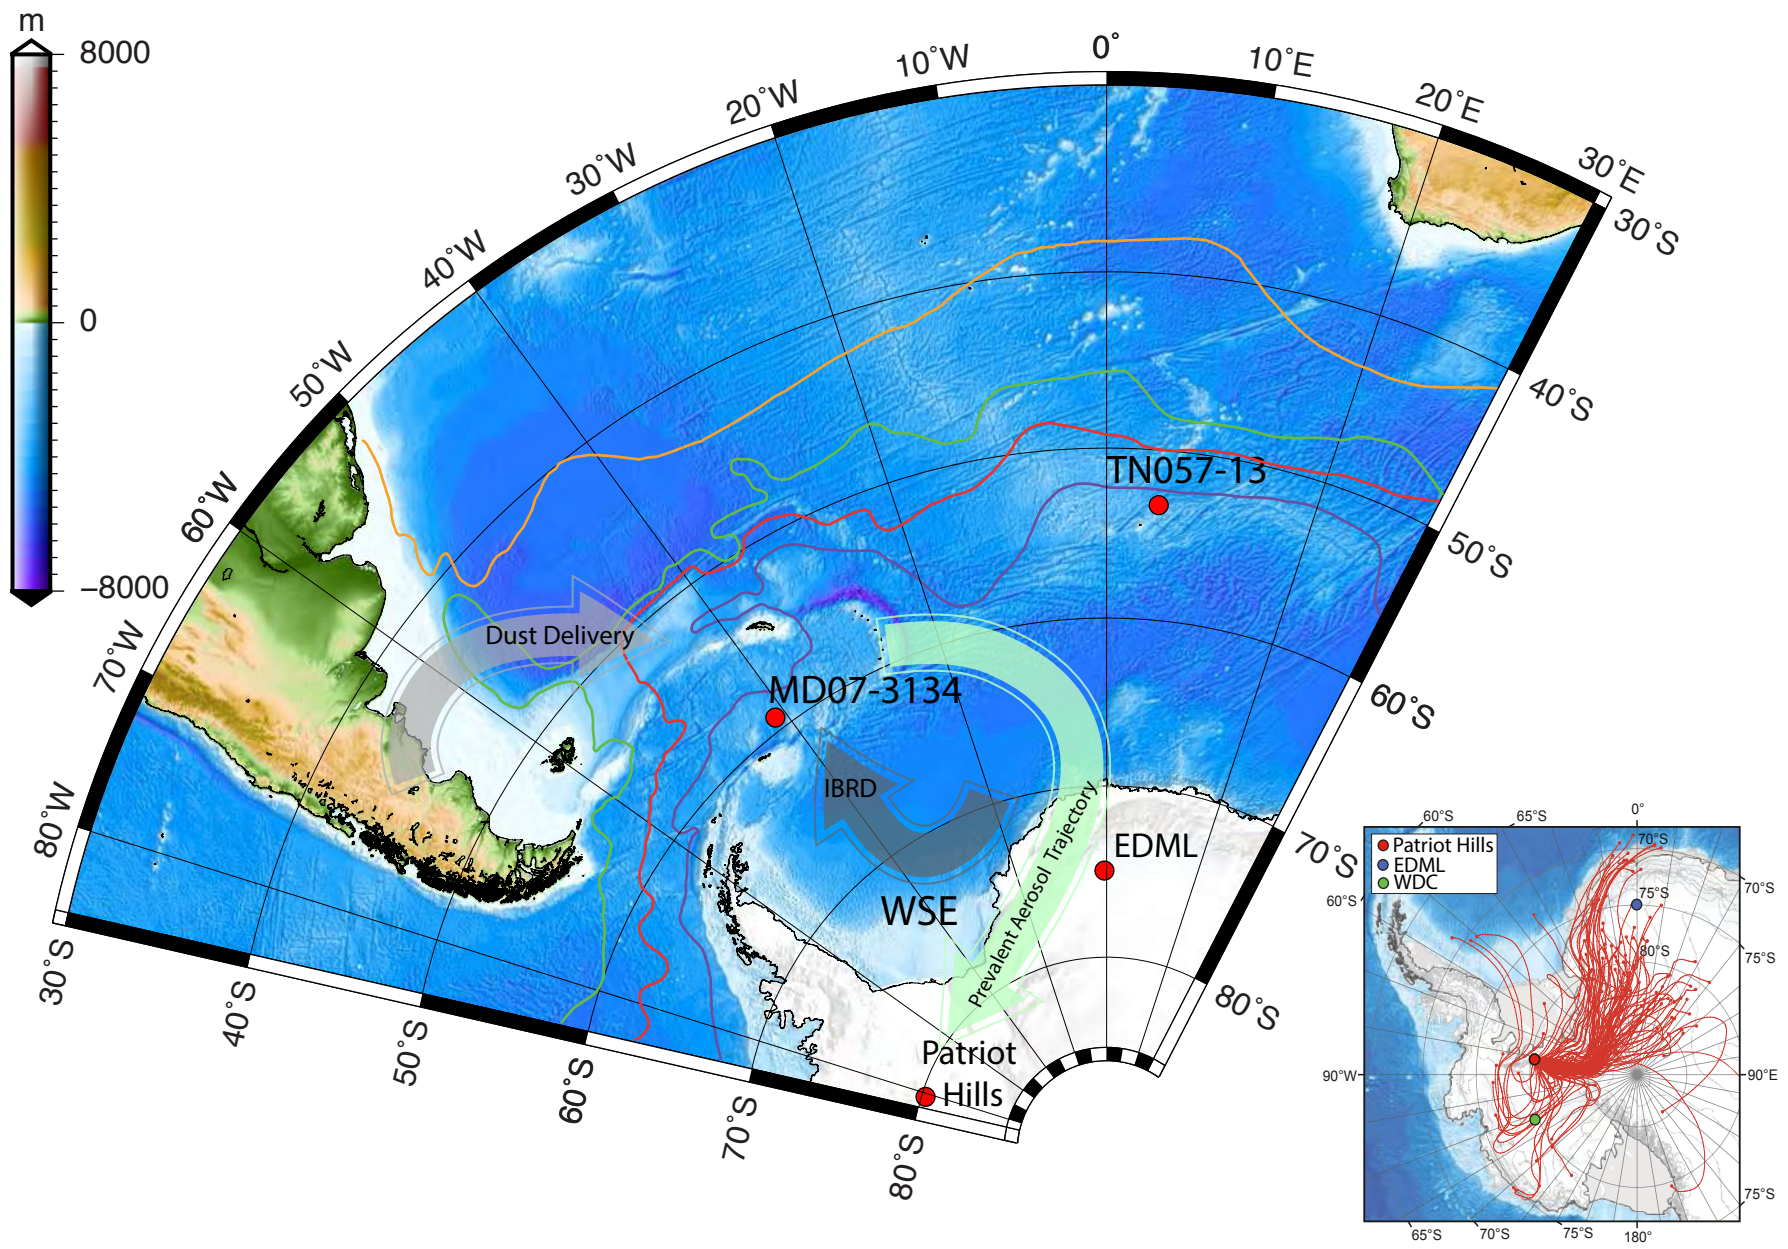 m
8000
0
−8000
80˚W
70˚W
60˚W
50˚W
40˚W
30˚W
20˚W
10˚W
0˚
10˚E
20˚E
30˚E
30˚S
40˚S
50˚S
60˚S
70˚S
80˚S
30˚S
40˚S
50˚S
60˚S
70˚S
80˚S
TN057-13
Dust Delivery
MD07-3134
IBRD
WSE
Prevalent Aerosol Trajectory
EDML
Patriot
Hills
Patriot Hills
EDML
WDC
60°S
65°S
0°
70°S
75°S
80°S
70°S
75°S
90°E
75°S
60°S
90°W
65°S
70°S
75°S
180°